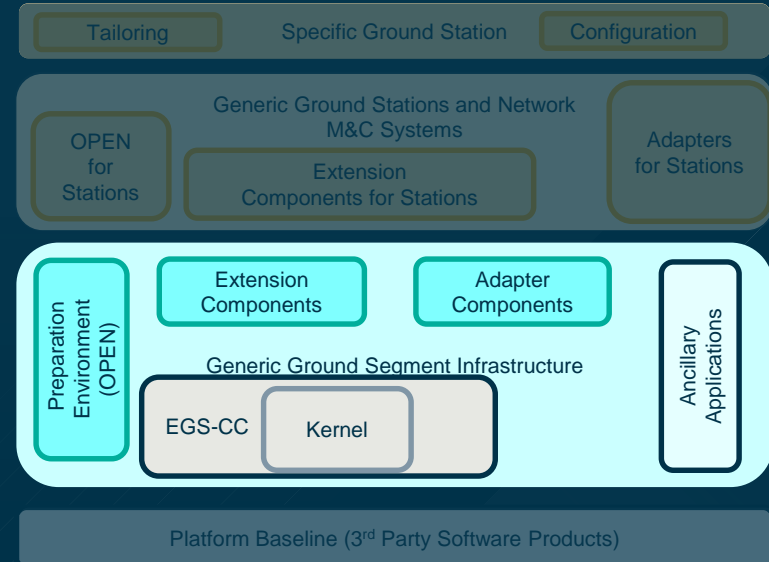 Tailoring
Specific Ground Station
Configuration
Generic Ground Stations and Network
M&C Systems
OPEN
for
Stations
Extension
Components for Stations
Adapters
for Stations
Preparation
Environment
(OPEN)
Extension
Components
Adapter
Components
Ancillary
Applications
Generic Ground Segment Infrastructure
EGS-CC
Kernel
Platform Baseline (3rd Party Software Products)